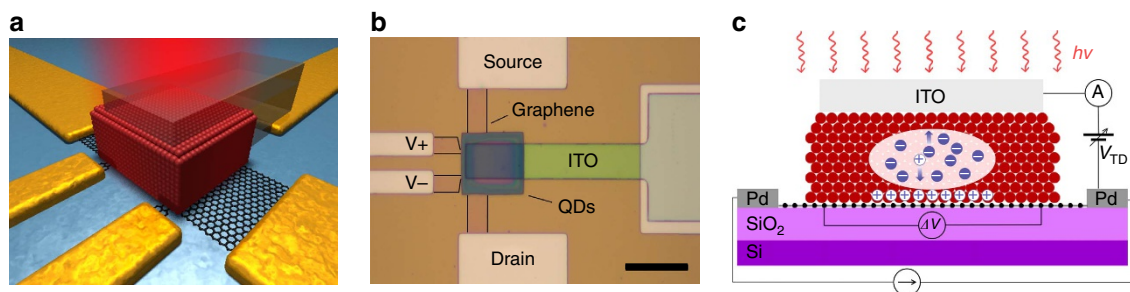 a
b
c
Source
Graphene
V+
V–
ITO
QDs
Drain
hν
ITO
A
V_TD
Pd
Pd
ΔV
SiO₂
Si